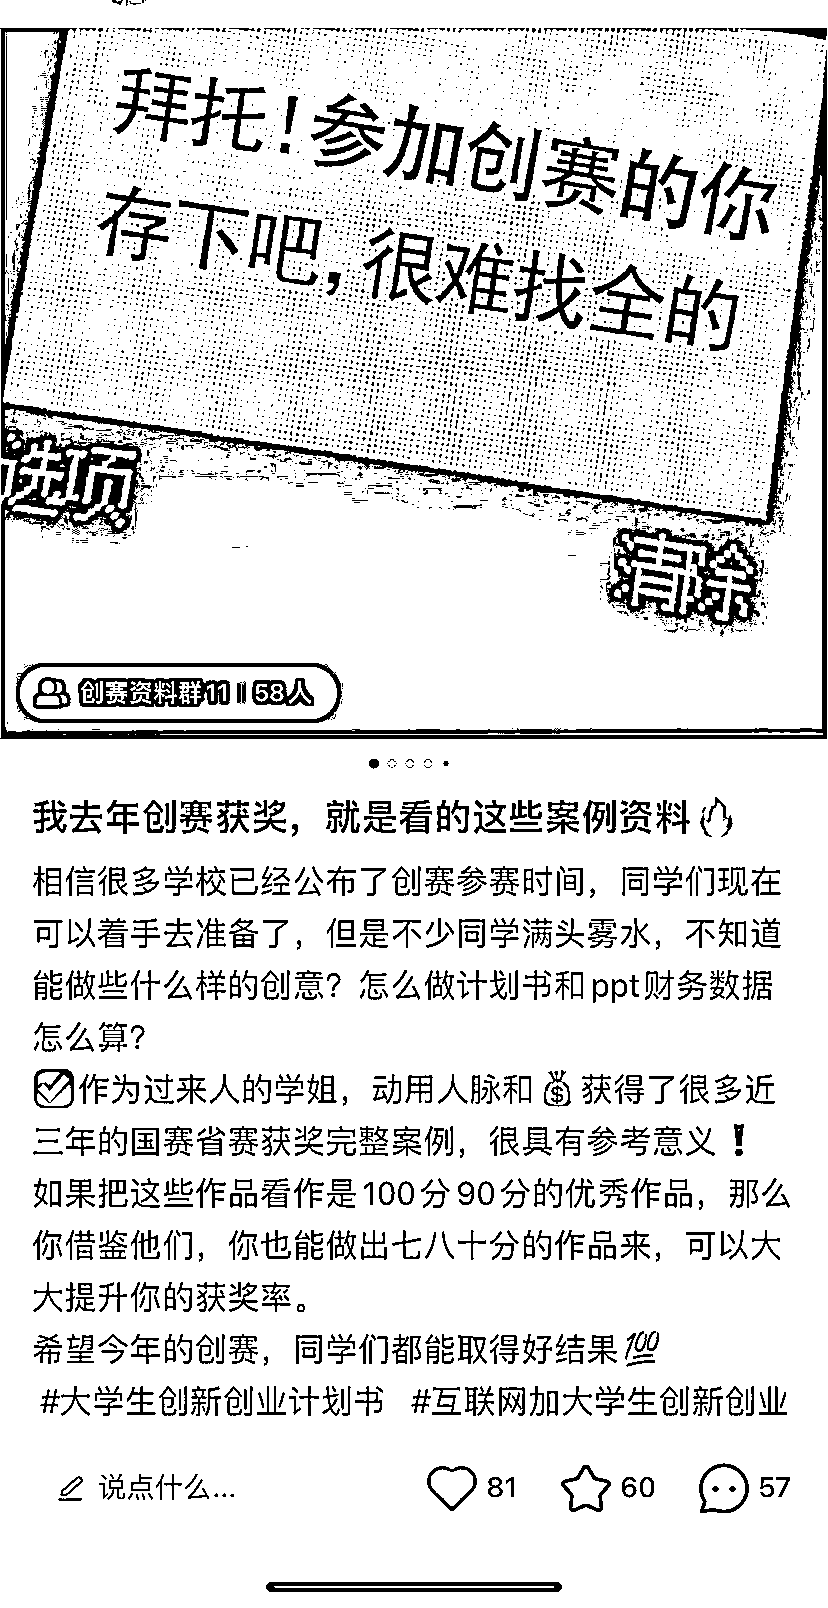 拜托!参加创赛的你
存下吧,很难找全的
选项
清除
创赛资料群11 | 58人
我去年创赛获奖，就是看的这些案例资料🔥
相信很多学校已经公布了创赛参赛时间，同学们现在
可以着手去准备了，但是不少同学满头雾水，不知道
能做些什么样的创意？怎么做计划书和ppt财务数据
怎么算？
✅作为过来人的学姐，动用人脉和💰获得了很多近
三年的国赛省赛获奖完整案例，很具有参考意义❗
如果把这些作品看作是100分90分的优秀作品，那么
你借鉴他们，你也能做出七八十分的作品来，可以大
大提升你的获奖率。
希望今年的创赛，同学们都能取得好结果💯
#大学生创新创业计划书 #互联网加大学生创新创业
说点什么... 81 60 57